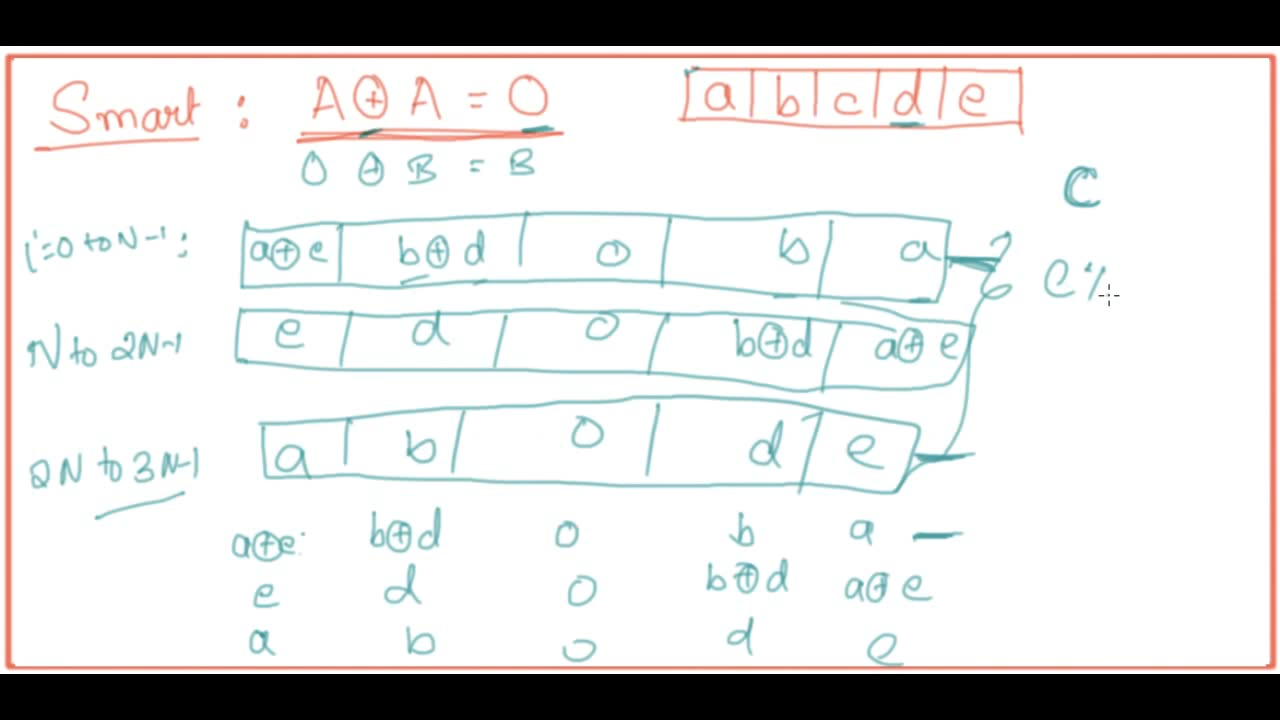 Smart : A ⊕ A = 0
a b c d e
0 ⊕ B = B
C
i=0 to N-1 : a⊕e b⊕d 0 b a
C%
N to 2N-1 e d 0 b⊕d a⊕e
2N to 3N-1 a b 0 d e
a⊕e: b⊕d 0 b a
e d 0 b⊕d a⊕e
a b 0 d e